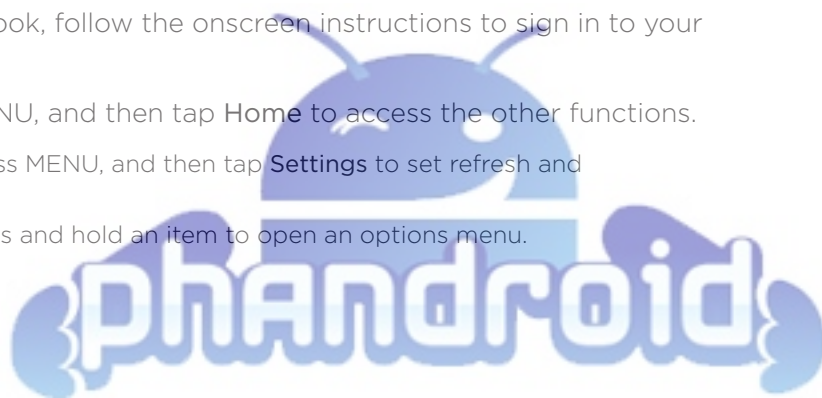 ook, follow the onscreen instructions to sign in to your
NU, and then tap Home to access the other functions.
ss MENU, and then tap Settings to set refresh and
s and hold an item to open an options menu.
phandroid